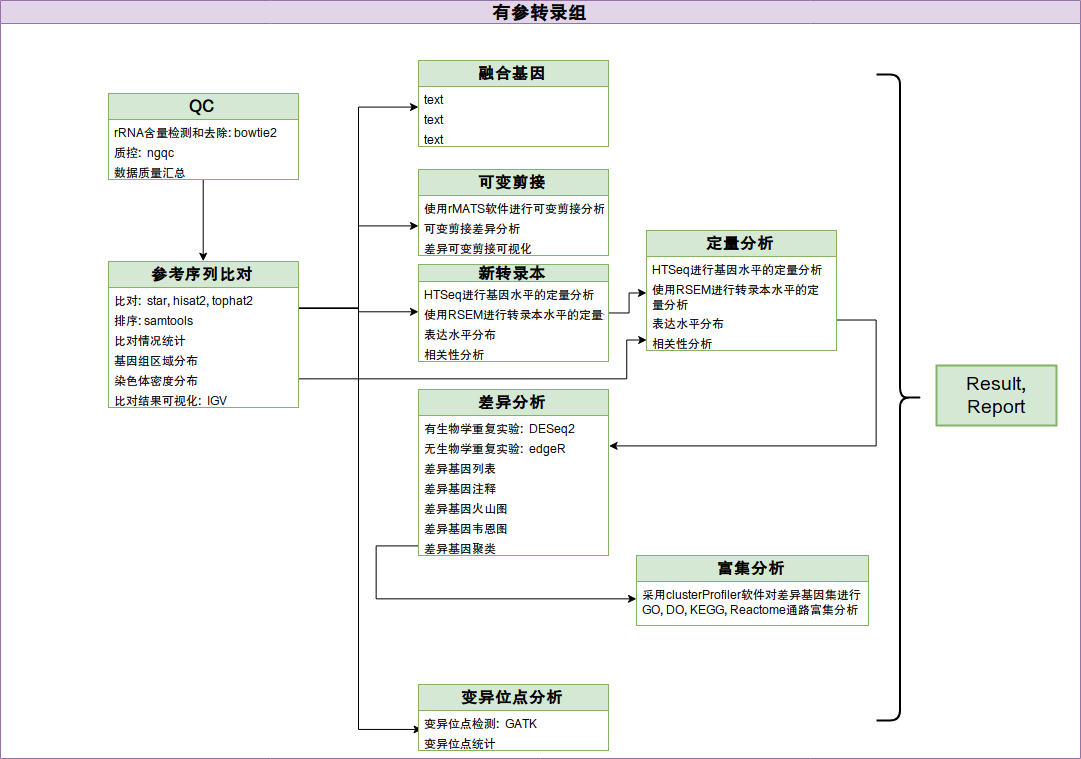 有参转录组
QC
rRNA含量检测和去除: bowtie2
质控: ngqc
数据质量汇总
参考序列比对
比对: star, hisat2, tophat2
排序: samtools
比对情况统计
基因组区域分布
染色体密度分布
比对结果可视化: IGV
融合基因
text
text
text
可变剪接
使用rMATS软件进行可变剪接分析
可变剪接差异分析
差异可变剪接可视化
新转录本
HTSeq进行基因水平的定量分析
使用RSEM进行转录本水平的定量
表达水平分布
相关性分析
定量分析
HTSeq进行基因水平的定量分析
使用RSEM进行转录本水平的定
量分析
表达水平分布
相关性分析
差异分析
有生物学重复实验: DESeq2
无生物学重复实验: edgeR
差异基因列表
差异基因注释
差异基因火山图
差异基因韦恩图
差异基因聚类
富集分析
采用clusterProfiler软件对差异基因集进行
GO, DO, KEGG, Reactome通路富集分析
变异位点分析
变异位点检测: GATK
变异位点统计
Result,
Report